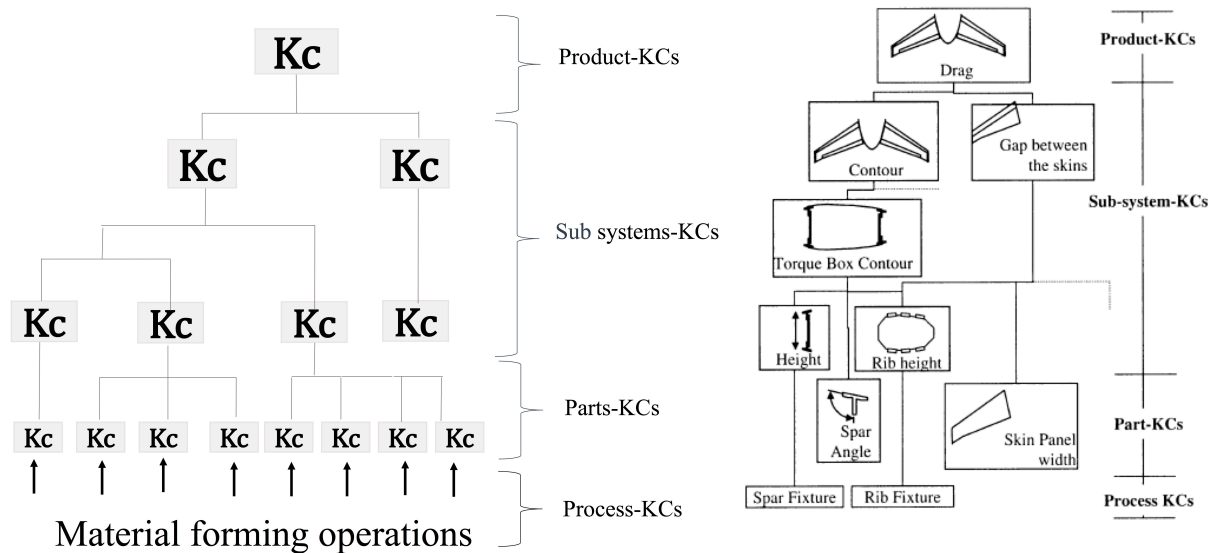 Kc
Product-KCs
Kc
Kc
Sub systems-KCs
Kc
Kc
Kc
Kc
Parts-KCs
Kc
Kc
Kc
Kc
Kc
Kc
Kc
Kc
Process-KCs
Material forming operations
Drag
Product-KCs
Contour
Gap between
the skins
Sub-system-KCs
Torque Box Contour
Height
Rib height
Spar
Angle
Skin Panel
width
Part-KCs
Spar Fixture
Rib Fixture
Process KCs